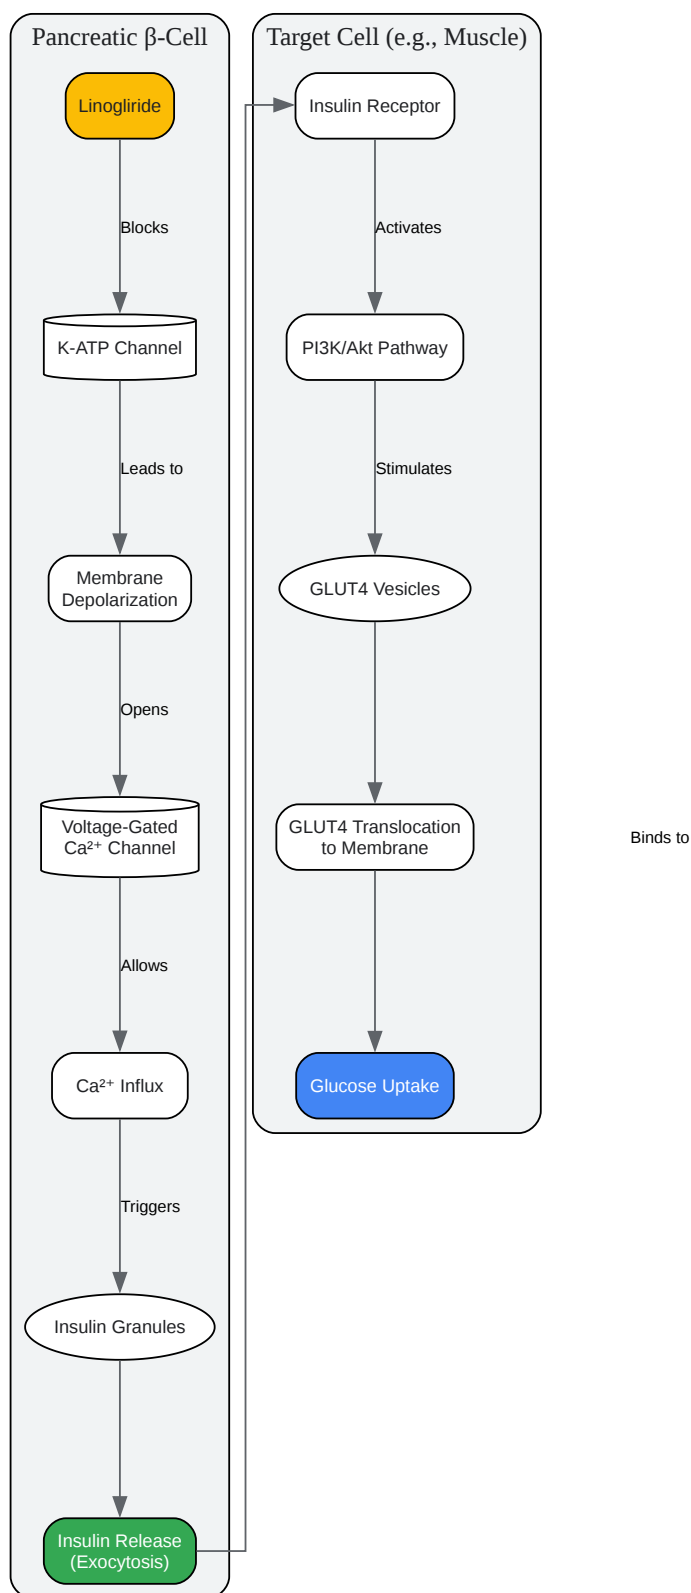 Pancreatic β-Cell
Linogliride
Blocks
K-ATP Channel
Leads to
Membrane
Depolarization
Opens
Voltage-Gated
Ca²⁺ Channel
Allows
Ca²⁺ Influx
Triggers
Insulin Granules
Insulin Release
(Exocytosis)
Target Cell (e.g., Muscle)
Insulin Receptor
Activates
PI3K/Akt Pathway
Stimulates
GLUT4 Vesicles
GLUT4 Translocation
to Membrane
Glucose Uptake
Binds to